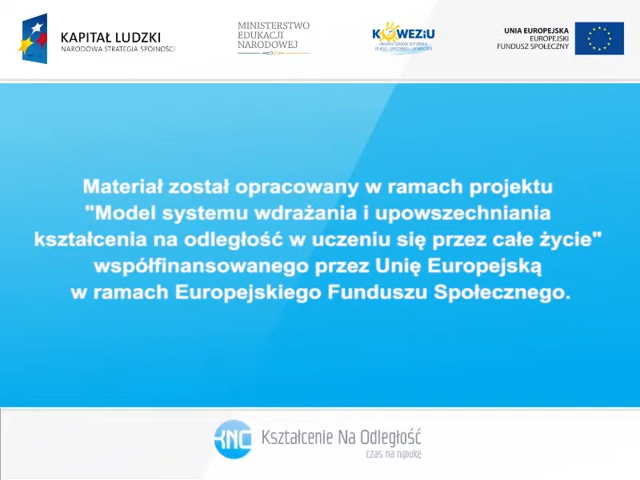 KAPITAŁ LUDZKI
NARODOWA STRATEGIA SPÓJNOŚCI
MINISTERSTWO
EDUKACJI
NARODOWEJ
KOWEZiU
UNIA EUROPEJSKA
EUROPEJSKI
FUNDUSZ SPOŁECZNY
Materiał został opracowany w ramach projektu
"Model systemu wdrażania i upowszechniania
kształcenia na odległość w uczeniu się przez całe życie"
współfinansowanego przez Unię Europejską
w ramach Europejskiego Funduszu Społecznego.
KNO Kształcenie Na Odległość
czas na n@ukę